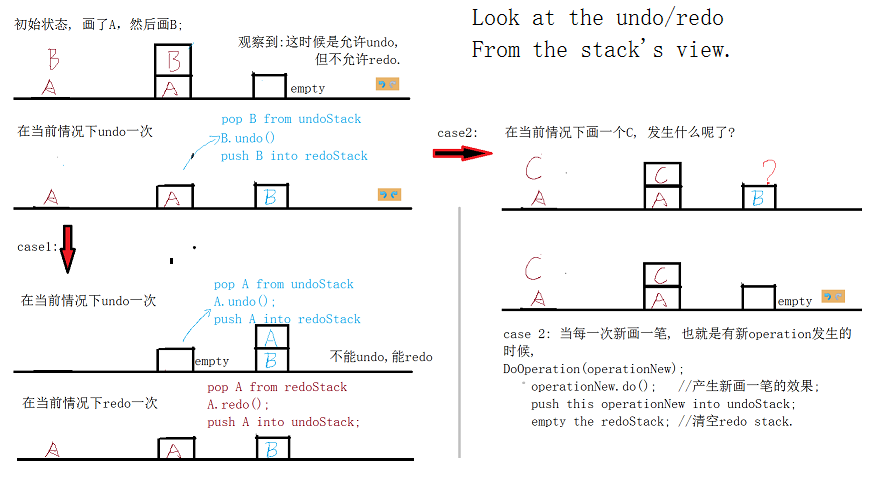 Look at the undo/redo
From the stack's view.
初始状态, 画了A, 然后画B;
观察到:这时候是允许undo,
但不允许redo.
B
A
B
A
empty
在当前情况下undo一次
pop B from undoStack
B.undo()
push B into redoStack
A
A
B
case1:
在当前情况下undo一次
pop A from undoStack
A.undo();
push A into redoStack
empty
A
B
不能undo,能redo
在当前情况下redo一次
pop A from redoStack
A.redo();
push A into undoStack;
A
A
B
case2:
在当前情况下画一个C, 发生什么呢了?
C
A
C
A
?
B
C
A
C
A
empty
case 2: 当每一次新画一笔, 也就是有新operation发生的
时候,
DoOperation(operationNew);
operationNew.do(); //产生新画一笔的效果;
push this operationNew into undoStack;
empty the redoStack; //清空redo stack.